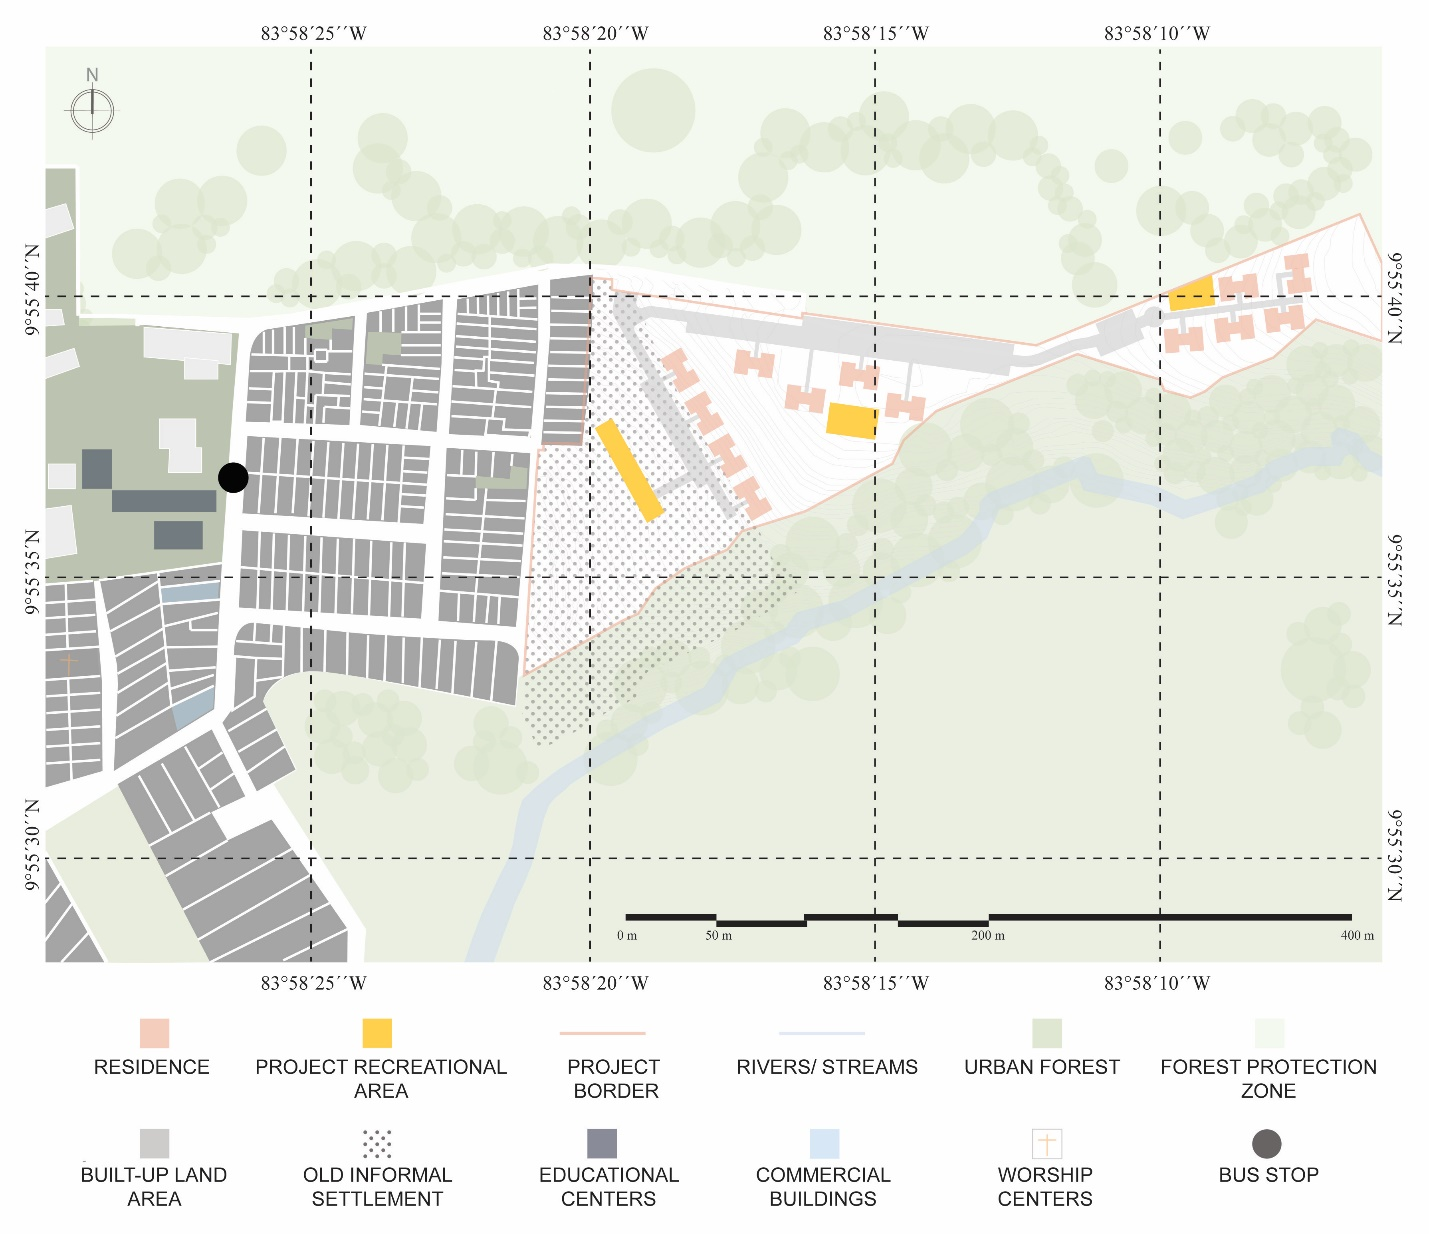 83°58´25´´W 83°58´20´´W 83°58´15´´W 83°58´10´´W
N
9°55´40´´N
9°55´40´´N
9°55´35´´N
9°55´35´´N
9°55´30´´N
9°55´30´´N
0 m 50 m 200 m 400 m
83°58´25´´W 83°58´20´´W 83°58´15´´W 83°58´10´´W
RESIDENCE
PROJECT RECREATIONAL
AREA
PROJECT
BORDER
RIVERS/ STREAMS
URBAN FOREST
FOREST PROTECTION
ZONE
BUILT-UP LAND
AREA
OLD INFORMAL
SETTLEMENT
EDUCATIONAL
CENTERS
COMMERCIAL
BUILDINGS
WORSHIP
CENTERS
BUS STOP